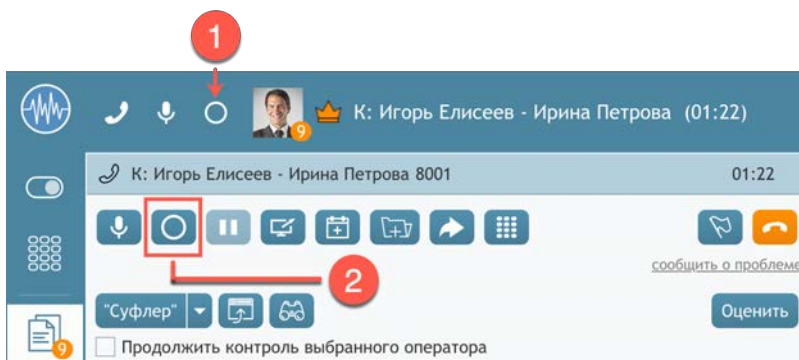 1
9
К: Игорь Елисеев - Ирина Петрова (01:22)
К: Игорь Елисеев - Ирина Петрова 8001 01:22
сообщить о проблеме
2
"Суфлер" Оценить
9
Продолжить контроль выбранного оператора